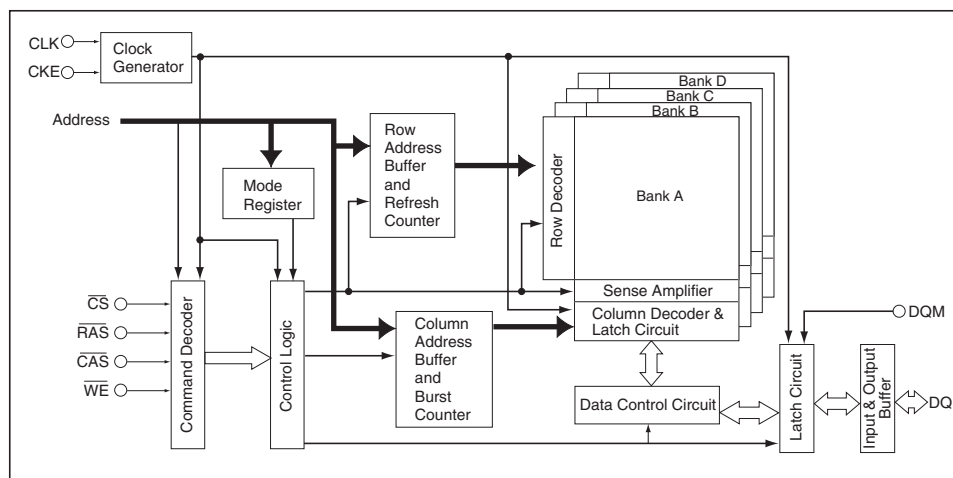 CLK
CKE
Clock
Generator
Address
Mode
Register
Row
Address
Buffer
and
Refresh
Counter
Bank D
Bank C
Bank B
Bank A
Row Decoder
Sense Amplifier
Column Decoder &
Latch Circuit
CS
RAS
CAS
WE
Command Decoder
Control Logic
Column
Address
Buffer
and
Burst
Counter
Data Control Circuit
Latch Circuit
Input & Output
Buffer
DQM
DQ